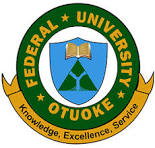 FEDERAL UNIVERSITY
OTUOKE
Knowledge, Excellence, Service